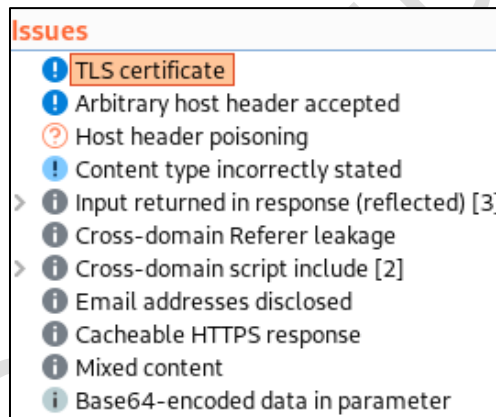 Issues
TLS certificate
Arbitrary host header accepted
Host header poisoning
Content type incorrectly stated
Input returned in response (reflected) [3]
Cross-domain Referer leakage
Cross-domain script include [2]
Email addresses disclosed
Cacheable HTTPS response
Mixed content
Base64-encoded data in parameter